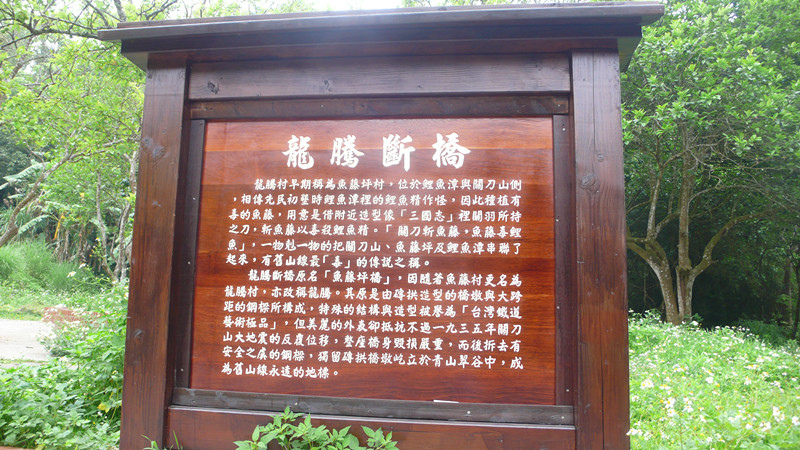 龍騰斷橋
龍騰村早期稱為魚藤坪村，位於鯉魚潭與關刀山側
，相傳先民初墾時鯉魚潭裡的鯉魚精作怪，因此種植有
毒的魚藤，用意是借附近造型像「三國志」裡關羽所持
之刀，斬魚藤以毒殺鯉魚精。「關刀斬魚藤，魚藤毒鯉
魚」，一物剋一物的把關刀山、魚藤坪及鯉魚潭串聯了
起來，有舊山線最「毒」的傳說之稱。
龍騰斷橋原名「魚藤坪橋」，因隨著魚藤村更名為
龍騰村，亦改稱龍騰。其原是由磚拱造型的橋墩與大跨
距的鋼樑所構成，特殊的結構與造型被譽為「台灣鐵道
藝術極品」，但美麗的外表卻抵抗不過一九三五年關刀
山大地震的反覆位移，整座橋身毀損嚴重，而後拆去有
安全之虞的鋼樑，獨留磚拱橋墩屹立於青山翠谷中，成
為舊山線永遠的地標。